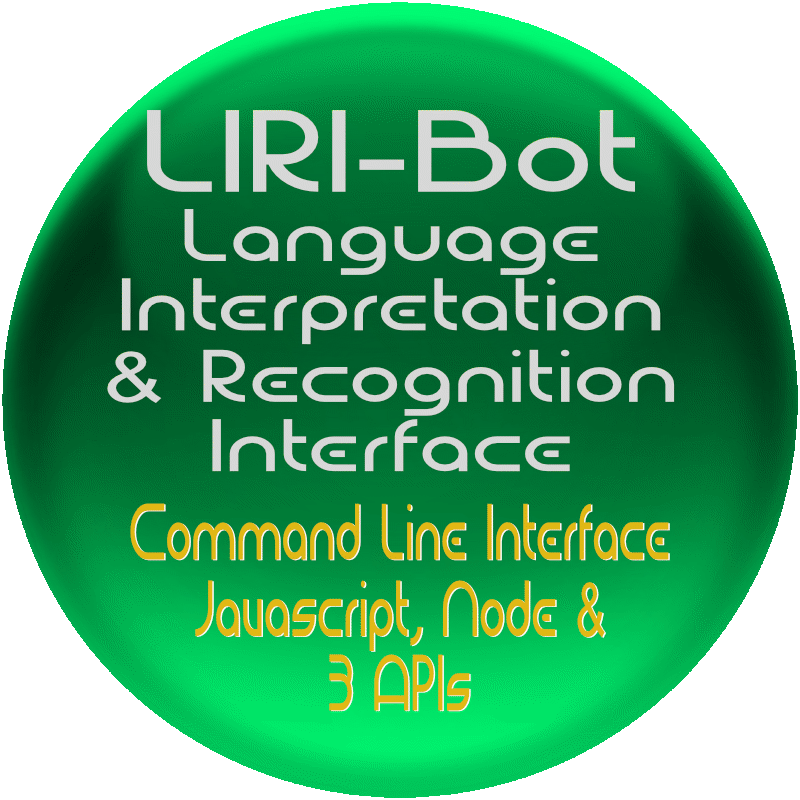 LIRI-Bot
Language
Interpretation
& Recognition
Interface
Command Line Interface
Javascript, Node &
3 APIs